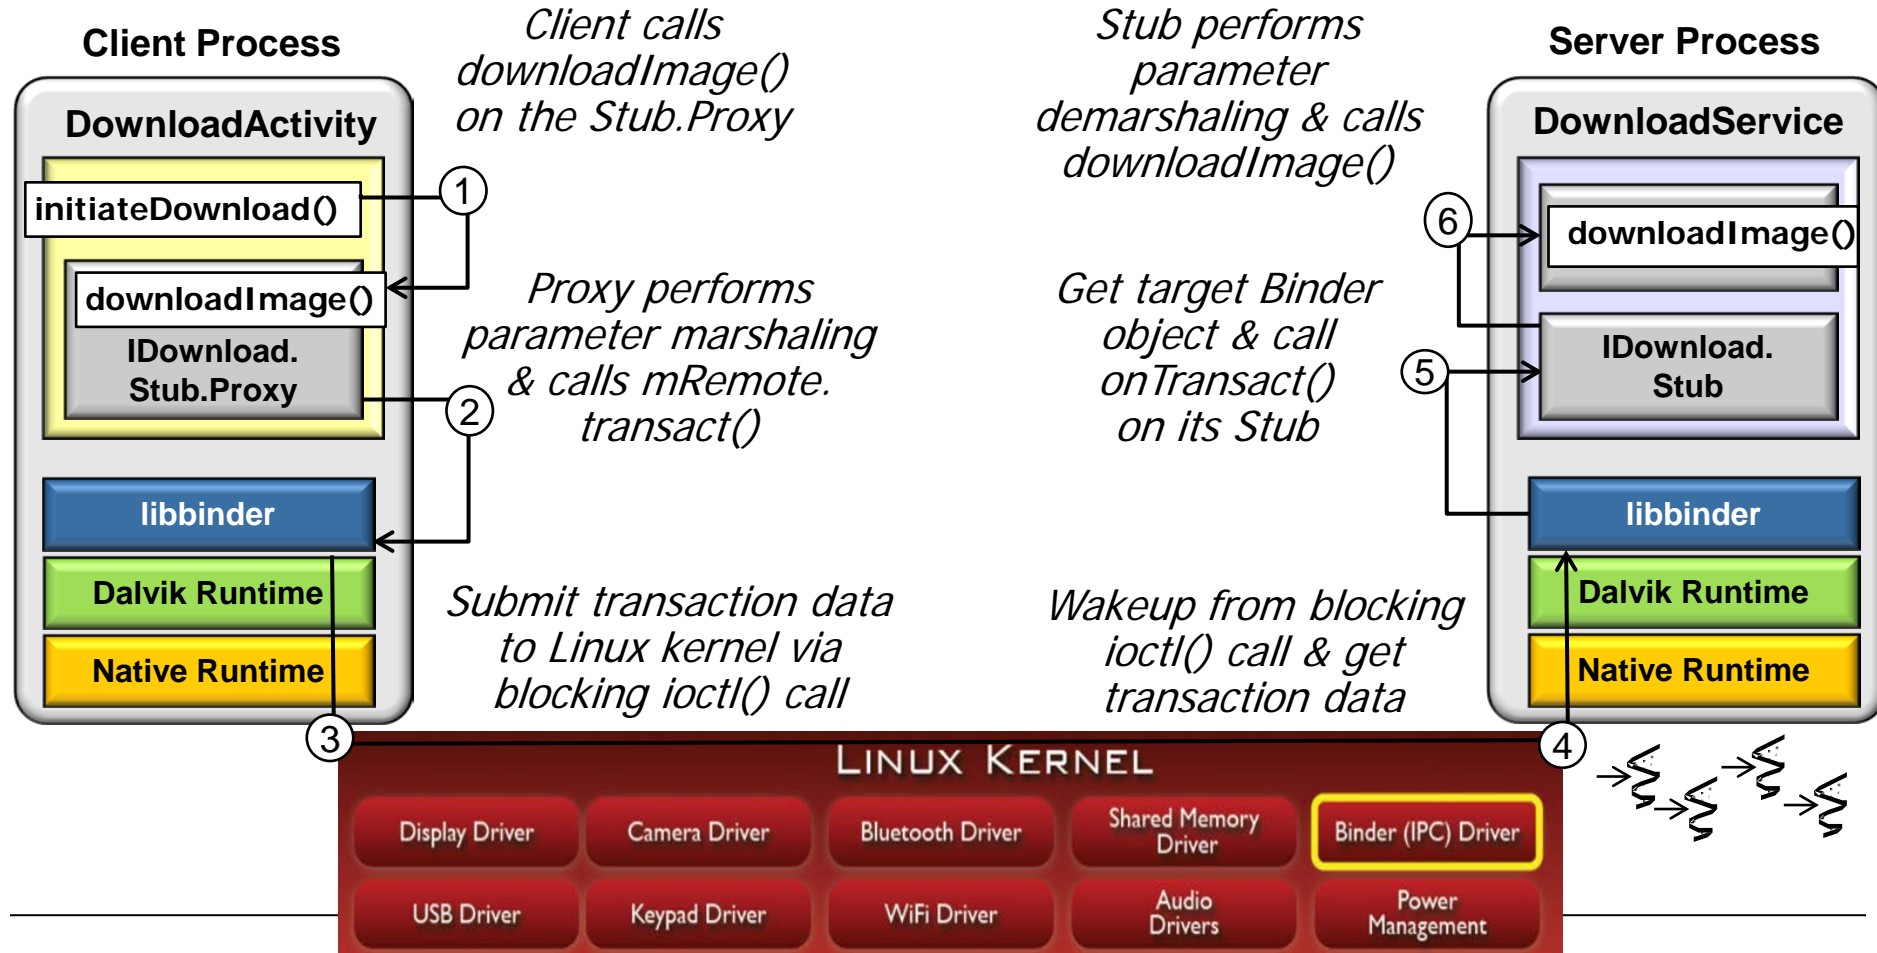 Client Process
DownloadActivity
initiateDownload()
downloadImage()
IDownload.
Stub.Proxy
libbinder
Dalvik Runtime
Native Runtime
Client calls
downloadImage()
on the Stub.Proxy
1
Proxy performs
parameter marshaling
& calls mRemote.
transact()
2
Submit transaction data
to Linux kernel via
blocking ioctl() call
3
Stub performs
parameter
demarshaling & calls
downloadImage()
6
Get target Binder
object & call
onTransact()
on its Stub
5
Wakeup from blocking
ioctl() call & get
transaction data
4
Server Process
DownloadService
downloadImage()
IDownload.
Stub
libbinder
Dalvik Runtime
Native Runtime
LINUX KERNEL
Display Driver
Camera Driver
Bluetooth Driver
Shared Memory
Driver
Binder (IPC) Driver
USB Driver
Keypad Driver
WiFi Driver
Audio
Drivers
Power
Management